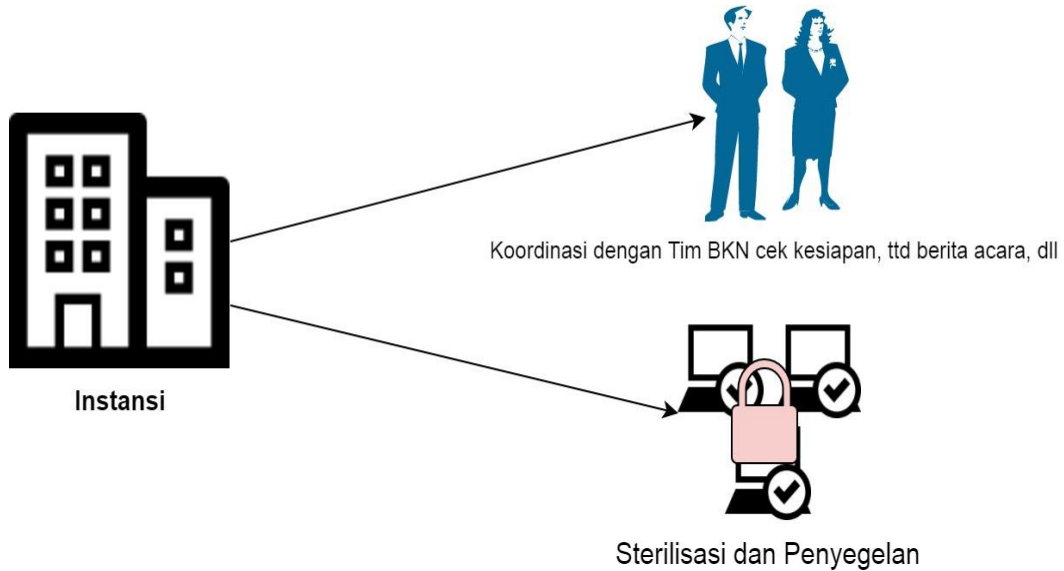 Koordinasi dengan Tim BKN cek kesiapan, ttd berita acara, dll
Instansi
Sterilisasi dan Penyegelan